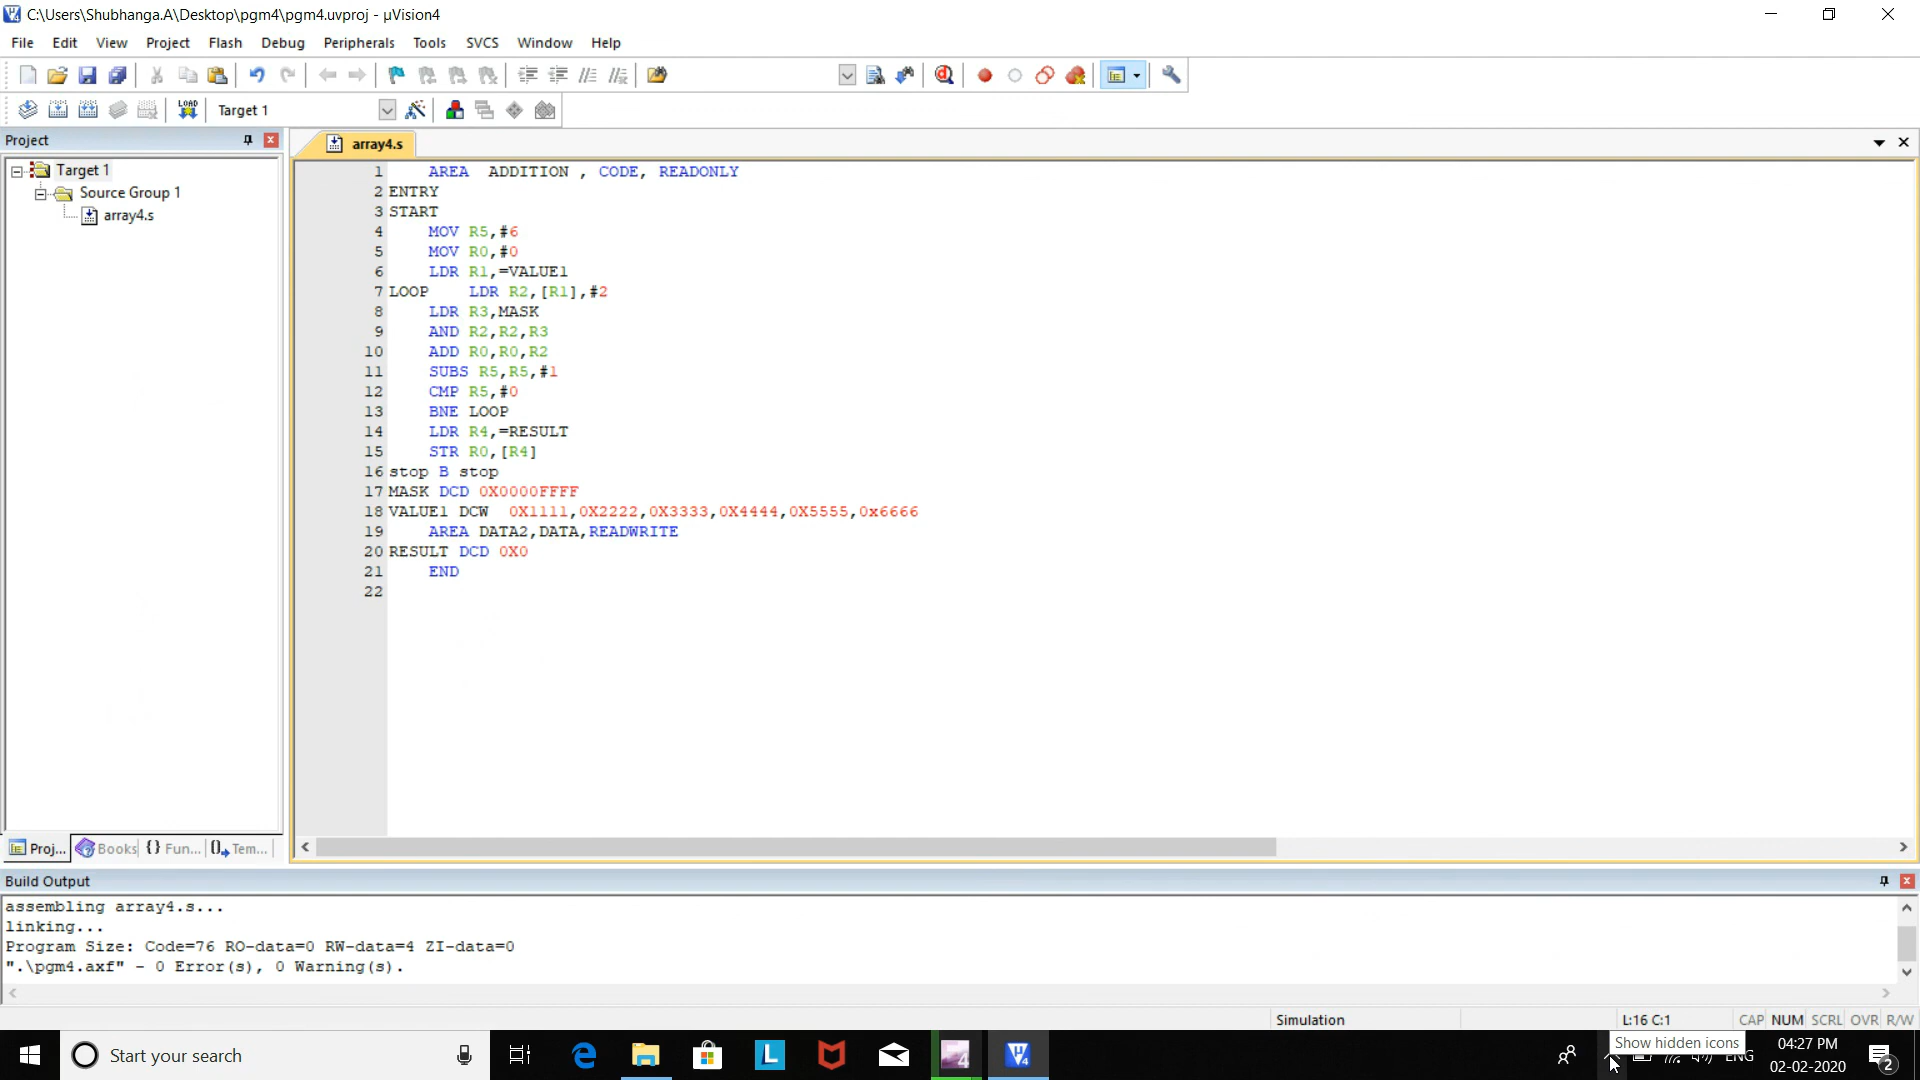 C:\Users\Shubhanga.A\Desktop\pgm4\pgm4.uvproj - µVision4
File Edit View Project Flash Debug Peripherals Tools SVCS Window Help
LOAD Target 1
Project
array4.s
Target 1
Source Group 1
array4.s
1 AREA ADDITION , CODE, READONLY
2 ENTRY
3 START
4 MOV R5,#6
5 MOV R0,#0
6 LDR R1,=VALUE1
7 LOOP LDR R2,[R1],#2
8 LDR R3,MASK
9 AND R2,R2,R3
10 ADD R0,R0,R2
11 SUBS R5,R5,#1
12 CMP R5,#0
13 BNE LOOP
14 LDR R4,=RESULT
15 STR R0,[R4]
16 stop B stop
17 MASK DCD 0X0000FFFF
18 VALUE1 DCW 0X1111,0X2222,0X3333,0X4444,0X5555,0x6666
19 AREA DATA2,DATA,READWRITE
20 RESULT DCD 0X0
21 END
22
Proj... Books {} Fun... Tem...
Build Output
assembling array4.s...
linking...
Program Size: Code=76 RO-data=0 RW-data=4 ZI-data=0
".\pgm4.axf" - 0 Error(s), 0 Warning(s).
Simulation L:16 C:1 CAP NUM SCRL OVR R/W
Show hidden icons
Start your search ENG 04:27 PM
02-02-2020 2